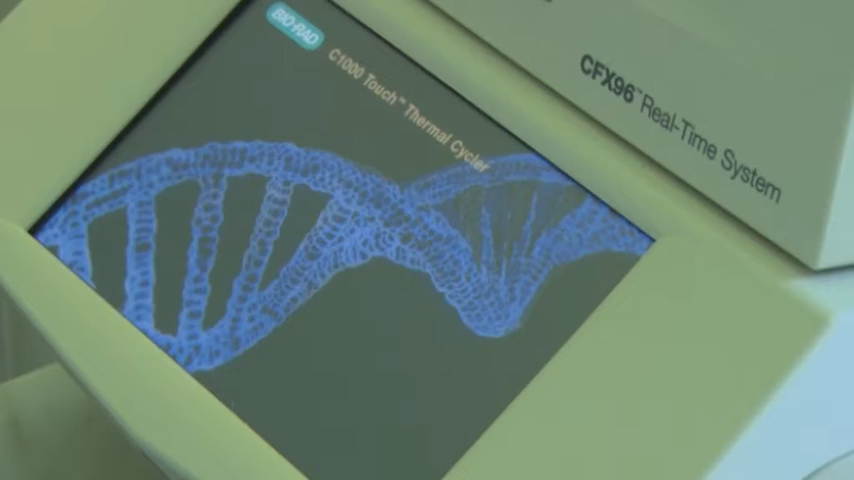 BIO-RAD
C1000 Touch™ Thermal Cycler
CFX96™ Real-Time System